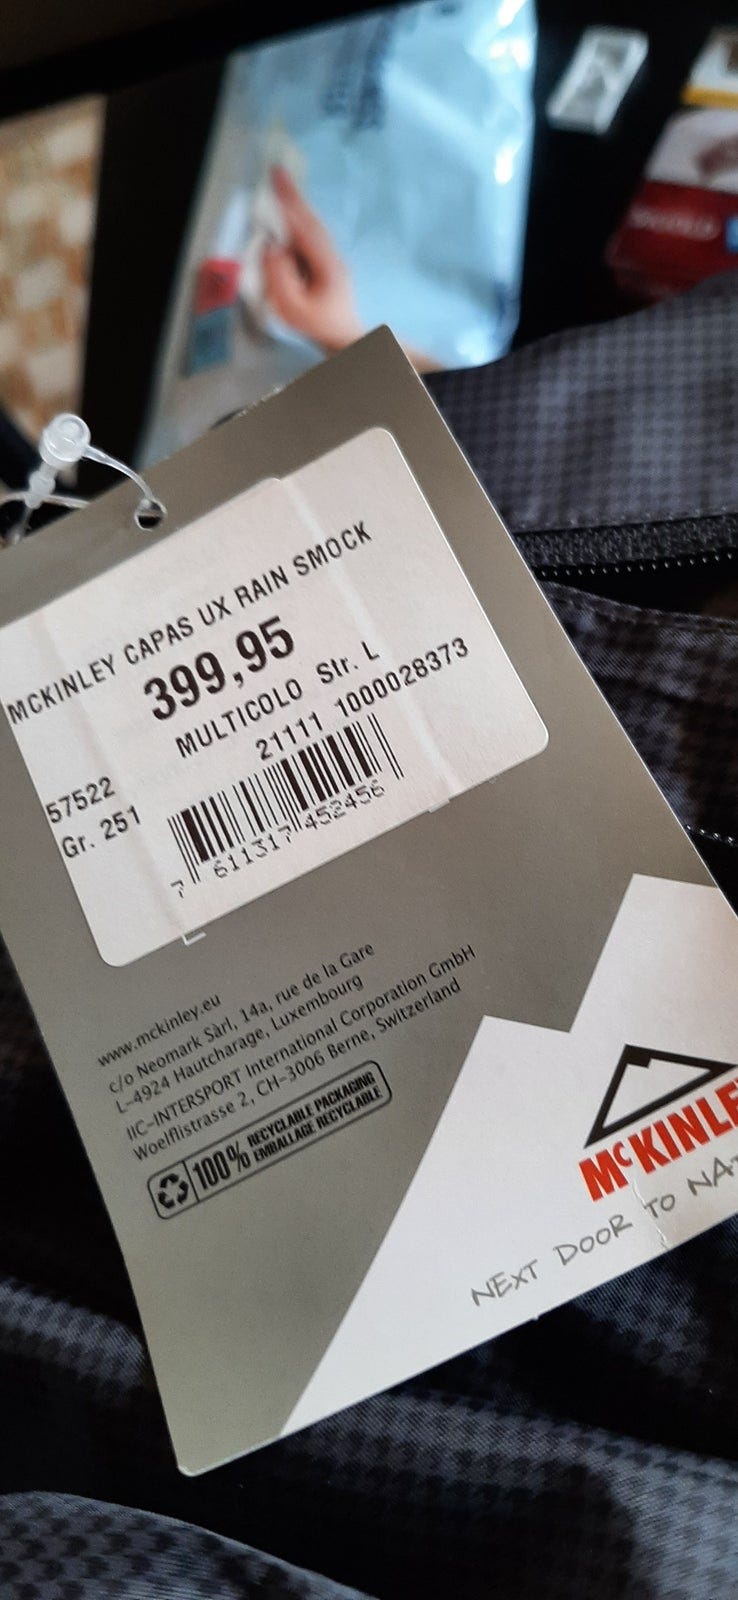 MCKINLEY CAPAS UX RAIN SMOCK
399,95
MULTICOLO Str. L
21111 1000028373
57522
Gr. 251
7 611317 452456
www.mckinley.eu
c/o Neomark Sàrl, 14a, rue de la Gare
L-4924 Hautcharage, Luxembourg
IIC-INTERSPORT International Corporation GmbH
Woelflistrasse 2, CH-3006 Berne, Switzerland
100% RECYCLABLE PACKAGING
EMBALLAGE RECYCLABLE
McKINLE
NEXT DOOR TO NAT